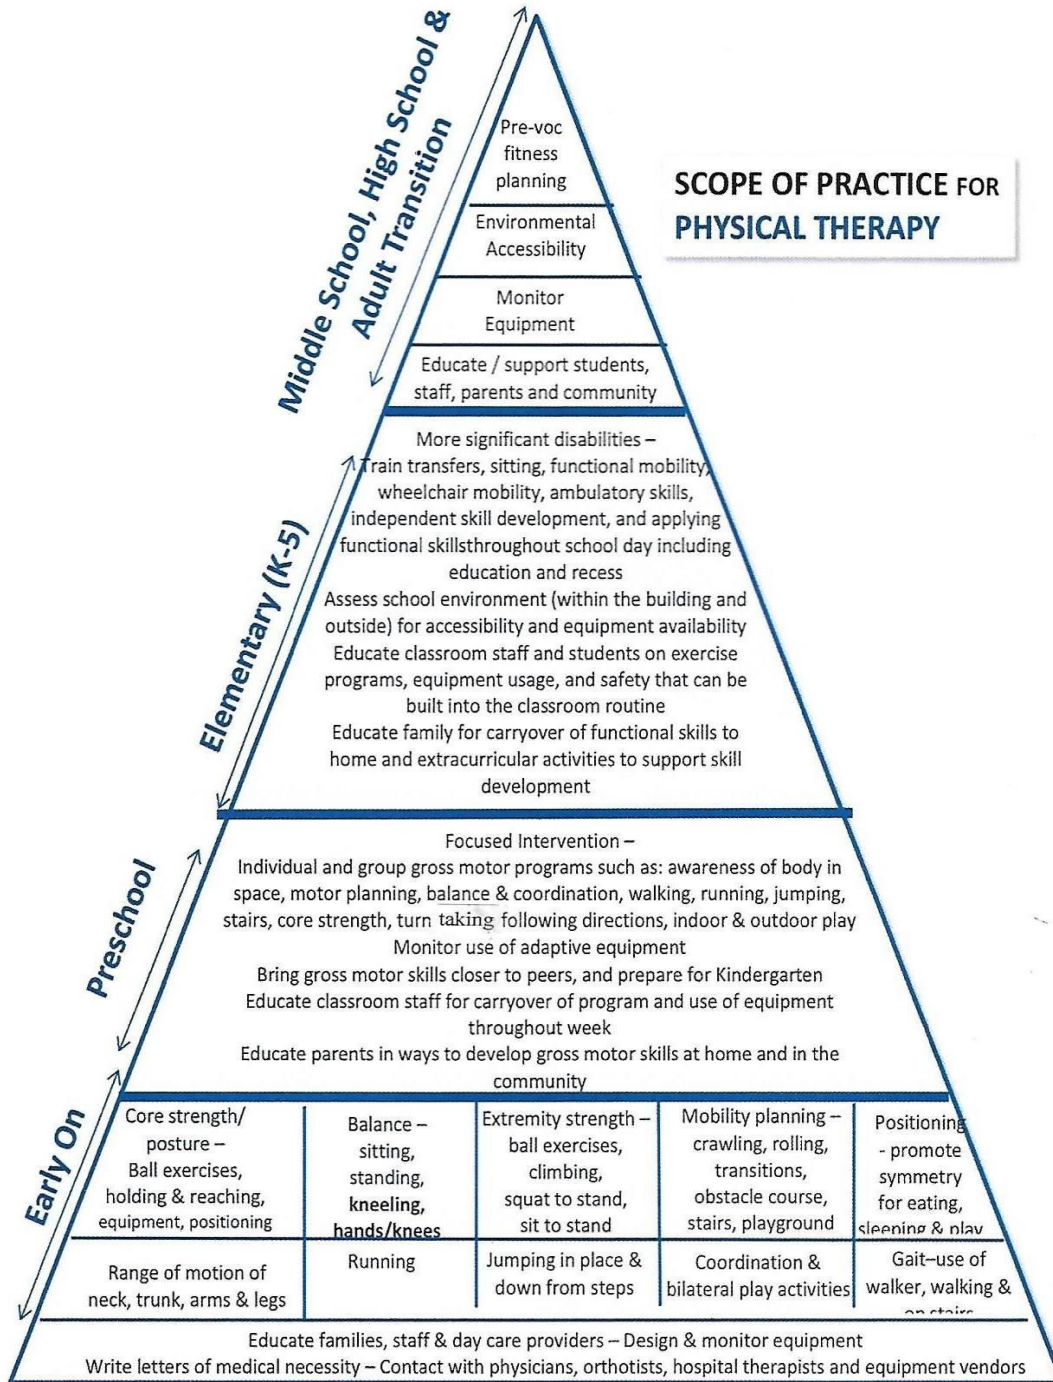 Middle School, High School &
Adult Transition
Pre-voc
fitness
planning
SCOPE OF PRACTICE FOR
PHYSICAL THERAPY
Environmental
Accessibility
Monitor
Equipment
Educate / support students,
staff, parents and community
Elementary (K-5)
More significant disabilities –
Train transfers, sitting, functional mobility,
wheelchair mobility, ambulatory skills,
independent skill development, and applying
functional skillsthroughout school day including
education and recess
Assess school environment (within the building and
outside) for accessibility and equipment availability
Educate classroom staff and students on exercise
programs, equipment usage, and safety that can be
built into the classroom routine
Educate family for carryover of functional skills to
home and extracurricular activities to support skill
development
Preschool
Focused Intervention –
Individual and group gross motor programs such as: awareness of body in
space, motor planning, balance & coordination, walking, running, jumping,
stairs, core strength, turn taking following directions, indoor & outdoor play
Monitor use of adaptive equipment
Bring gross motor skills closer to peers, and prepare for Kindergarten
Educate classroom staff for carryover of program and use of equipment
throughout week
Educate parents in ways to develop gross motor skills at home and in the
community
Early On
Core strength/
posture –
Ball exercises,
holding & reaching,
equipment, positioning
Balance –
sitting,
standing,
kneeling,
hands/knees
Extremity strength –
ball exercises,
climbing,
squat to stand,
sit to stand
Mobility planning –
crawling, rolling,
transitions,
obstacle course,
stairs, playground
Positioning
- promote
symmetry
for eating,
sleeping & play
Range of motion of
neck, trunk, arms & legs
Running
Jumping in place &
down from steps
Coordination &
bilateral play activities
Gait–use of
walker, walking &
on stairs
Educate families, staff & day care providers – Design & monitor equipment
Write letters of medical necessity – Contact with physicians, orthotists, hospital therapists and equipment vendors